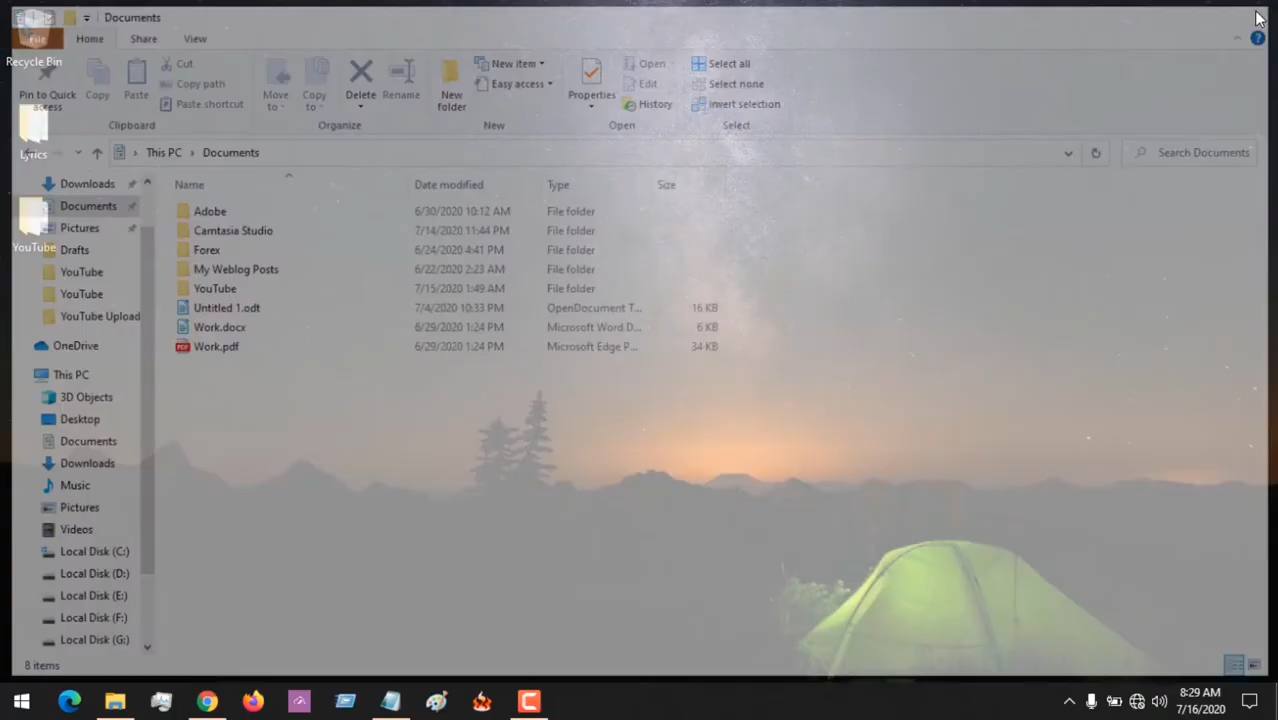 Documents
File Home Share View
Recycle Bin
Pin to Quick access
Copy
Paste
Cut
Copy path
Paste shortcut
Clipboard
Move to
Copy to
Delete
Rename
Organize
New folder
New item
Easy access
New
Properties
Open
Edit
History
Open
Select all
Select none
Invert selection
Select
Lyrics
YouTube
This PC > Documents
Search Documents
Downloads
Documents
Pictures
Drafts
YouTube
YouTube
YouTube Upload
OneDrive
This PC
3D Objects
Desktop
Documents
Downloads
Music
Pictures
Videos
Local Disk (C:)
Local Disk (D:)
Local Disk (E:)
Local Disk (F:)
Local Disk (G:)
Name Date modified Type Size
Adobe 6/30/2020 10:12 AM File folder
Camtasia Studio 7/14/2020 11:44 PM File folder
Forex 6/24/2020 4:41 PM File folder
My Weblog Posts 6/22/2020 2:23 AM File folder
YouTube 7/15/2020 1:49 AM File folder
Untitled 1.odt 7/4/2020 10:33 PM OpenDocument T... 16 KB
Work.docx 6/29/2020 1:24 PM Microsoft Word D... 6 KB
Work.pdf 6/29/2020 1:24 PM Microsoft Edge P... 34 KB
8 items
8:29 AM
7/16/2020